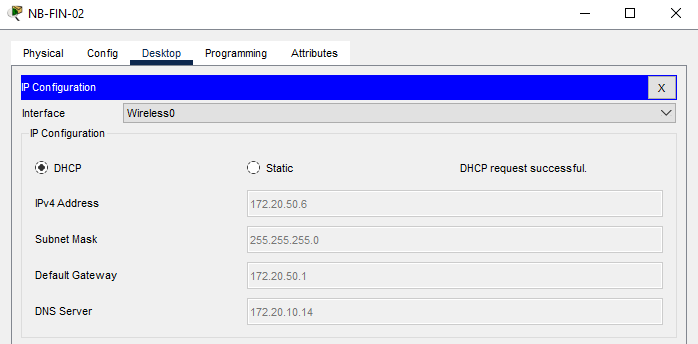 NB-FIN-02
Physical Config Desktop Programming Attributes
IP Configuration X
Interface Wireless0
IP Configuration
DHCP Static DHCP request successful.
IPv4 Address 172.20.50.6
Subnet Mask 255.255.255.0
Default Gateway 172.20.50.1
DNS Server 172.20.10.14